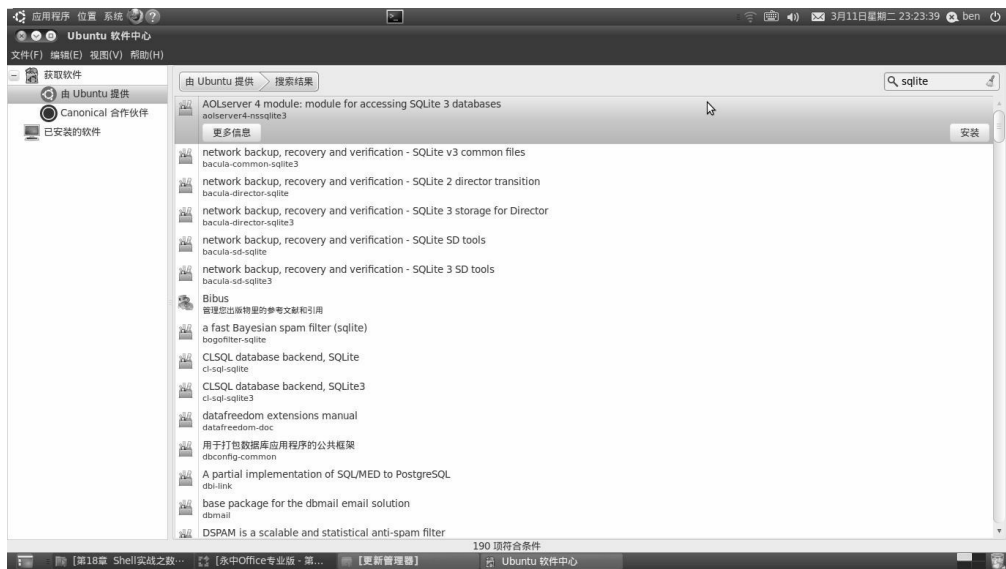 应用程序 位置 系统 3月11日星期二 23:23:39 ben
Ubuntu 软件中心
文件(F) 编辑(E) 视图(V) 帮助(H)
获取软件
由 Ubuntu 提供
Canonical 合作伙伴
已安装的软件
由 Ubuntu 提供 搜索结果 sqlite
AOLserver 4 module: module for accessing SQLite 3 databases
aolserver4-nssqlite3
更多信息 安装
network backup, recovery and verification - SQLite v3 common files
bacula-common-sqlite3
network backup, recovery and verification - SQLite 2 director transition
bacula-director-sqlite
network backup, recovery and verification - SQLite 3 storage for Director
bacula-director-sqlite3
network backup, recovery and verification - SQLite SD tools
bacula-sd-sqlite
network backup, recovery and verification - SQLite 3 SD tools
bacula-sd-sqlite3
Bibus
管理您出版物里的参考文献和引用
a fast Bayesian spam filter (sqlite)
bogofilter-sqlite
CLSQL database backend, SQLite
cl-sql-sqlite
CLSQL database backend, SQLite3
cl-sql-sqlite3
datafreedom extensions manual
datafreedom-doc
用于打包数据库应用程序的公共框架
dbconfig-common
A partial implementation of SQL/MED to PostgreSQL
dbi-link
base package for the dbmail email solution
dbmail
DSPAM is a scalable and statistical anti-spam filter
190 项符合条件
[第18章 Shell实战之数… [永中Office专业版 - 第… [更新管理器] Ubuntu 软件中心